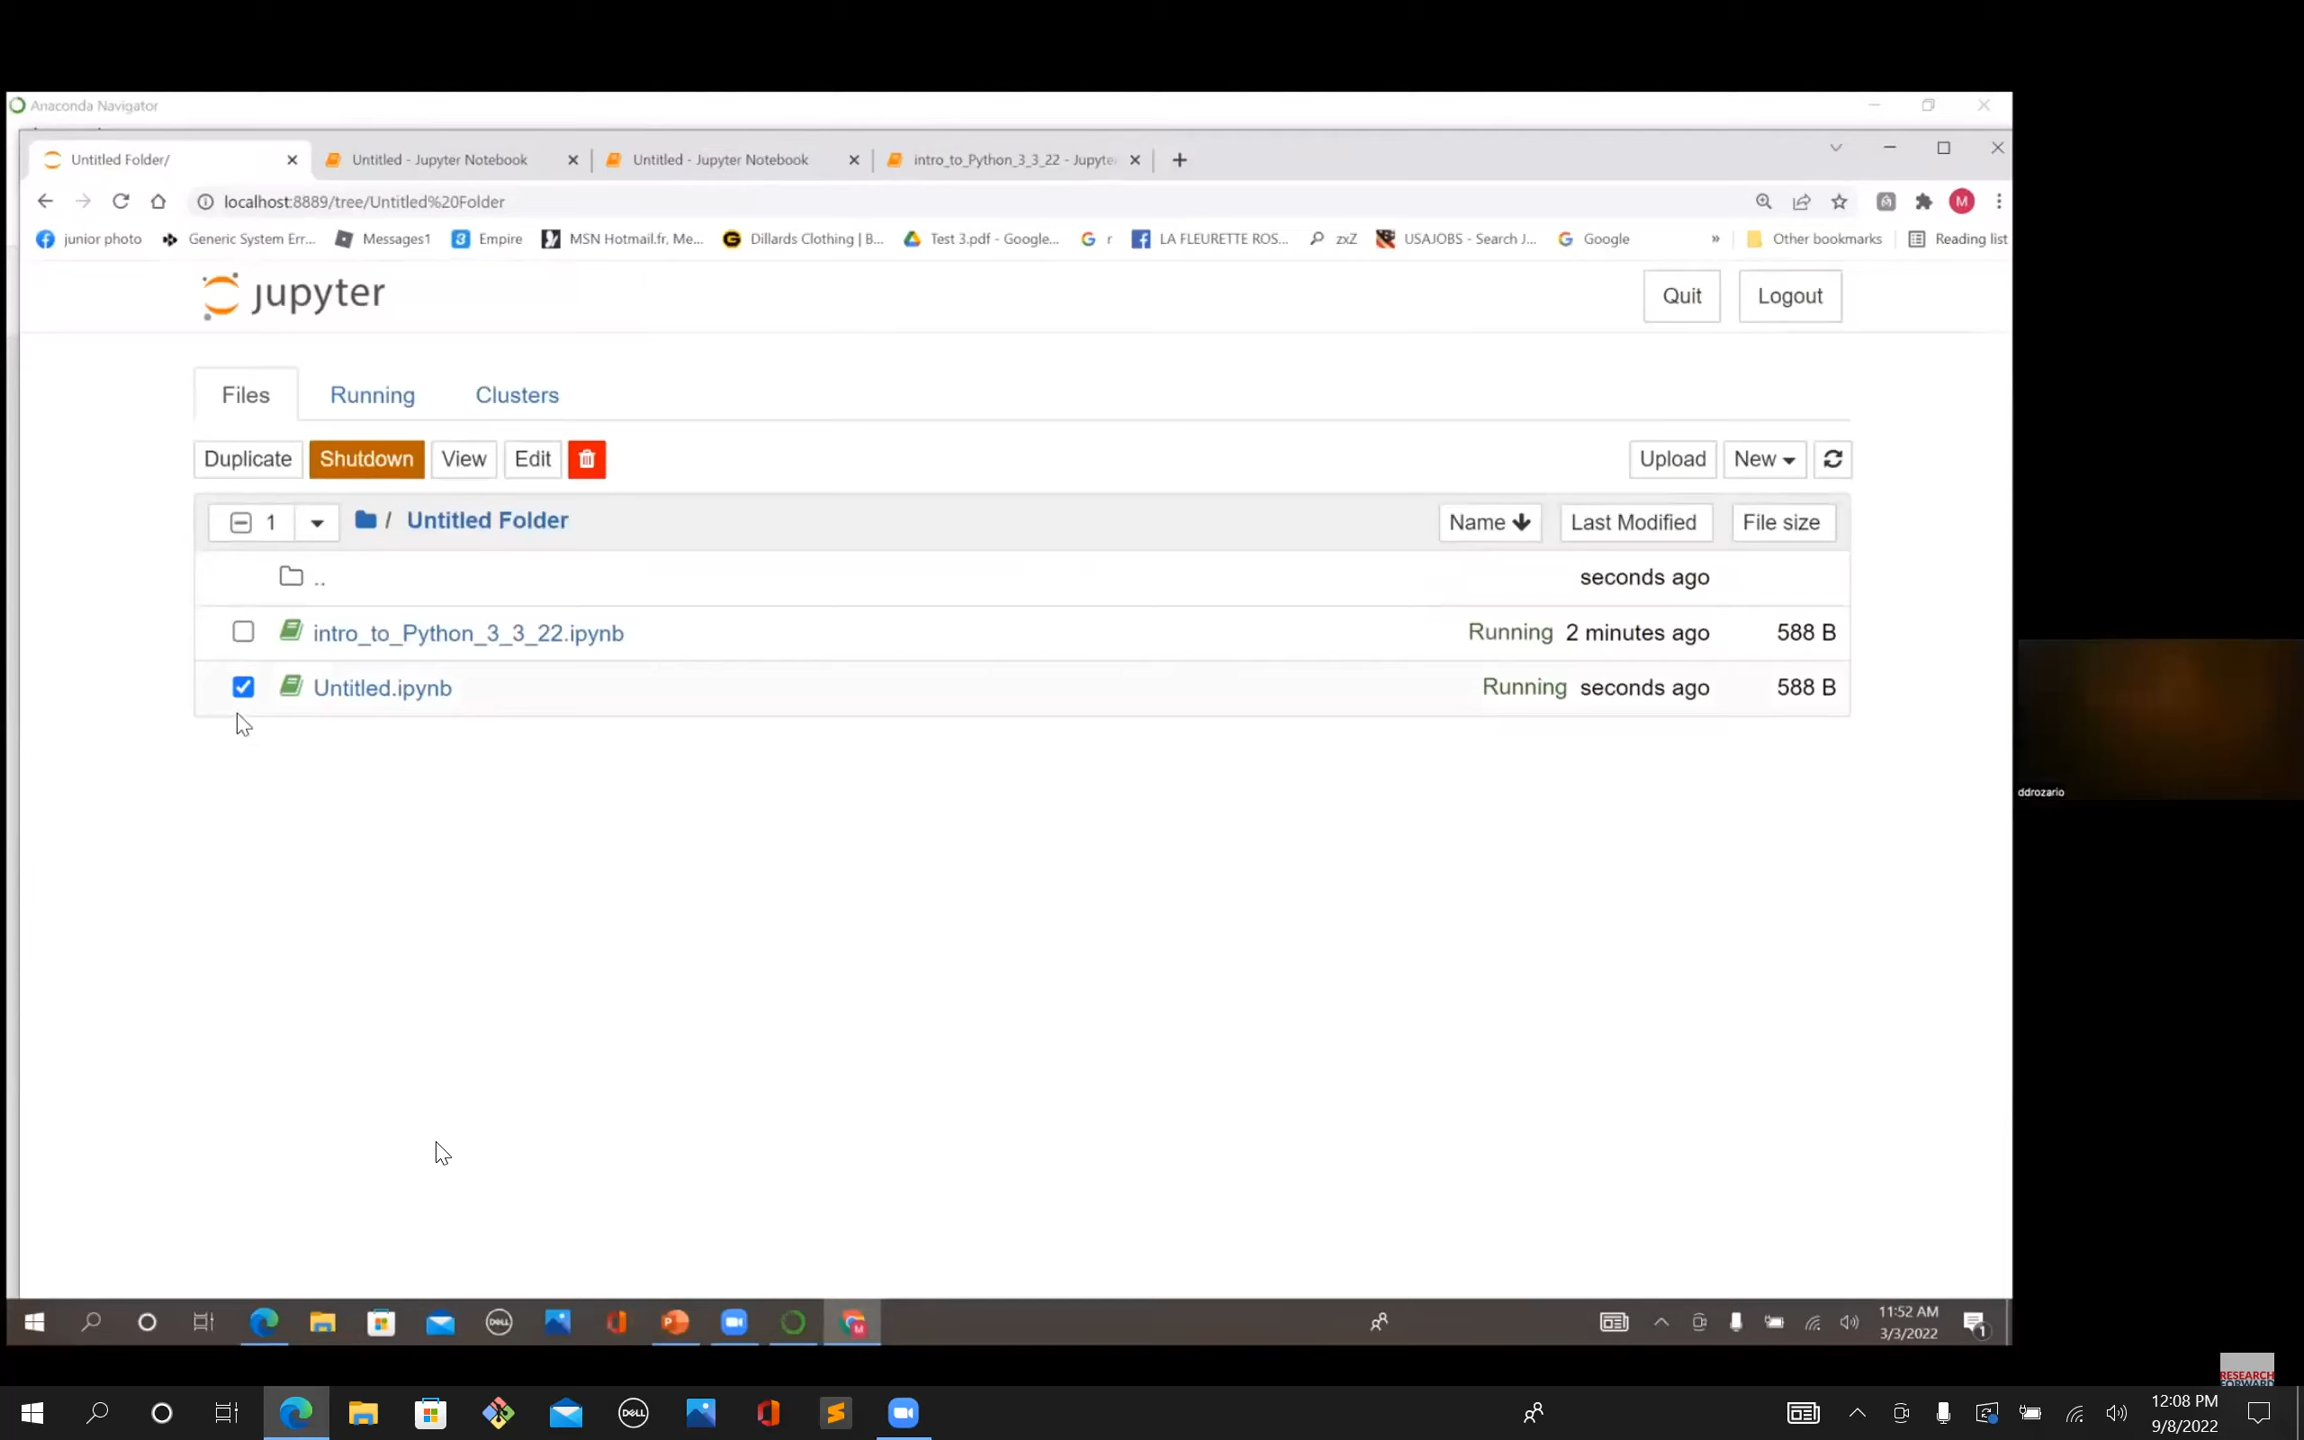 Anaconda Navigator
Untitled Folder/ Untitled - Jupyter Notebook Untitled - Jupyter Notebook intro_to_Python_3_3_22 - Jupyte
localhost:8889/tree/Untitled%20Folder M
junior photo Generic System Err... Messages1 Empire MSN Hotmail.fr, Me... Dillards Clothing | B... Test 3.pdf - Google... r LA FLEURETTE ROS... zxZ USAJOBS - Search J... Google » Other bookmarks Reading list
jupyter Quit Logout
Files Running Clusters
Duplicate Shutdown View Edit Upload New
1 / Untitled Folder Name Last Modified File size
.. seconds ago
intro_to_Python_3_3_22.ipynb Running 2 minutes ago 588 B
Untitled.ipynb Running seconds ago 588 B
ddrozario
11:52 AM
3/3/2022
1
RESEARCH
FORWARD
DELL
12:08 PM
9/8/2022